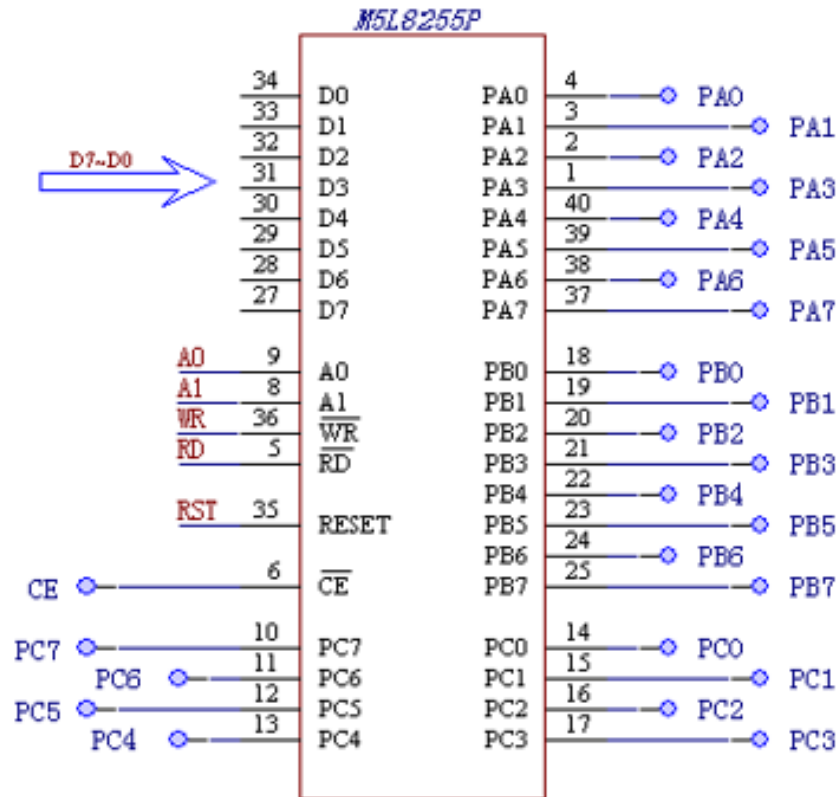 M5L8255P
34 D0 PA0 4 PA0
33 D1 PA1 3 PA1
32 D2 PA2 2 PA2
D7~D0 31 D3 PA3 1 PA3
30 D4 PA4 40 PA4
29 D5 PA5 39 PA5
28 D6 PA6 38 PA6
27 D7 PA7 37 PA7
A0 9 A0 PB0 18 PB0
A1 8 A1 PB1 19 PB1
WR 36 WR PB2 20 PB2
RD 5 RD PB3 21 PB3
PB4 22 PB4
RST 35 RESET PB5 23 PB5
PB6 24 PB6
CE 6 CE PB7 25 PB7
PC7 10 PC7 PC0 14 PC0
PC6 11 PC6 PC1 15 PC1
PC5 12 PC5 PC2 16 PC2
PC4 13 PC4 PC3 17 PC3